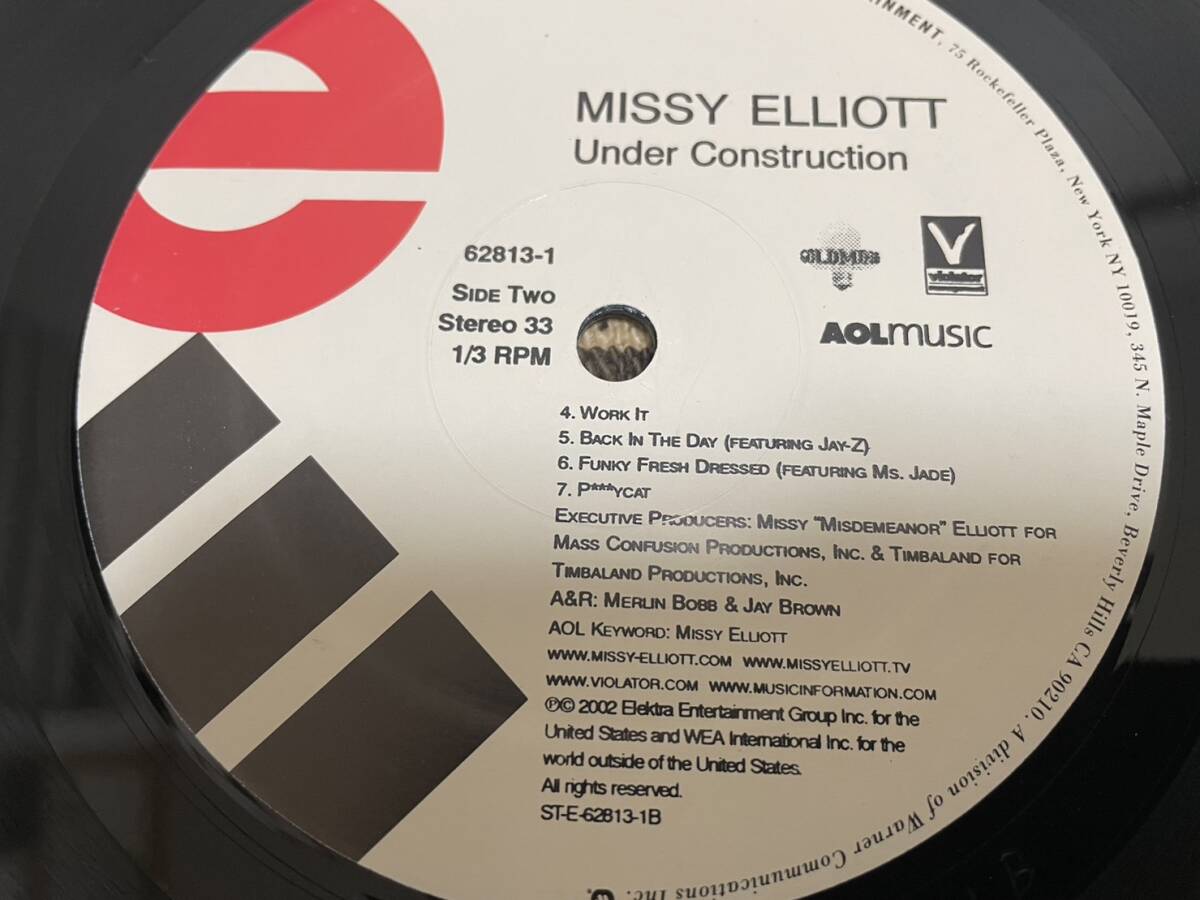 MISSY ELLIOTT
Under Construction
62813-1
SIDE TWO
Stereo 33
1/3 RPM
V
violator
AOLMUSIC
4. WORK IT
5. BACK IN THE DAY (FEATURING JAY-Z)
6. FUNKY FRESH DRESSED (FEATURING MS. JADE)
7. P***YCAT
EXECUTIVE PRODUCERS: MISSY "MISDEMEANOR" ELLIOTT FOR
MASS CONFUSION PRODUCTIONS, INC. & TIMBALAND FOR
TIMBALAND PRODUCTIONS, INC.
A&R: MERLIN BOBB & JAY BROWN
AOL KEYWORD: MISSY ELLIOTT
WWW.MISSY-ELLIOTT.COM WWW.MISSYELLIOTT.TV
WWW.VIOLATOR.COM WWW.MUSICINFORMATION.COM
℗© 2002 Elektra Entertainment Group Inc. for the
United States and WEA International Inc. for the
world outside of the United States.
All rights reserved.
ST-E-62813-1B
75 Rockefeller Plaza, New York NY 10019, 345 N. Maple Drive, Beverly Hills CA 90210. A division of Warner Communications Inc.
e